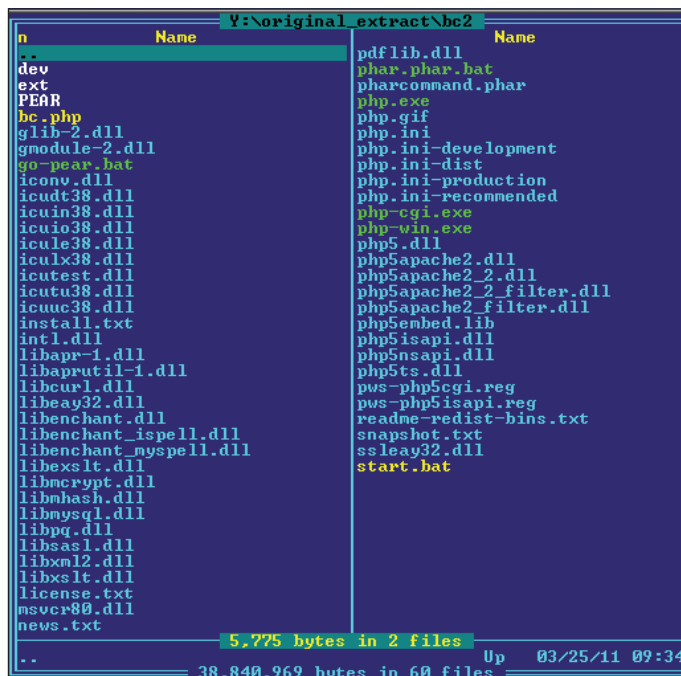 Y:\original_extract\bc2
n Name
..
dev
ext
PEAR
bc.php
glib-2.dll
gmodule-2.dll
go-pear.bat
iconv.dll
icudt38.dll
icuin38.dll
icuio38.dll
icule38.dll
iculx38.dll
icutest.dll
icutu38.dll
icuuc38.dll
install.txt
intl.dll
libapr-1.dll
libaprutil-1.dll
libcurl.dll
libeay32.dll
libenchant.dll
libenchant_ispell.dll
libenchant_myspell.dll
libexslt.dll
libmcrypt.dll
libmhash.dll
libmysql.dll
libpq.dll
libsasl.dll
libxml2.dll
libxslt.dll
license.txt
msvcr80.dll
news.txt
Name
pdflib.dll
phar.phar.bat
pharcommand.phar
php.exe
php.gif
php.ini
php.ini-development
php.ini-dist
php.ini-production
php.ini-recommended
php-cgi.exe
php-win.exe
php5.dll
php5apache2.dll
php5apache2_2.dll
php5apache2_2_filter.dll
php5apache2_filter.dll
php5embed.lib
php5isapi.dll
php5nsapi.dll
php5ts.dll
pws-php5cgi.reg
pws-php5isapi.reg
readme-redist-bins.txt
snapshot.txt
ssleay32.dll
start.bat
5,775 bytes in 2 files
.. Up 03/25/11 09:34
38,840,969 bytes in 60 files